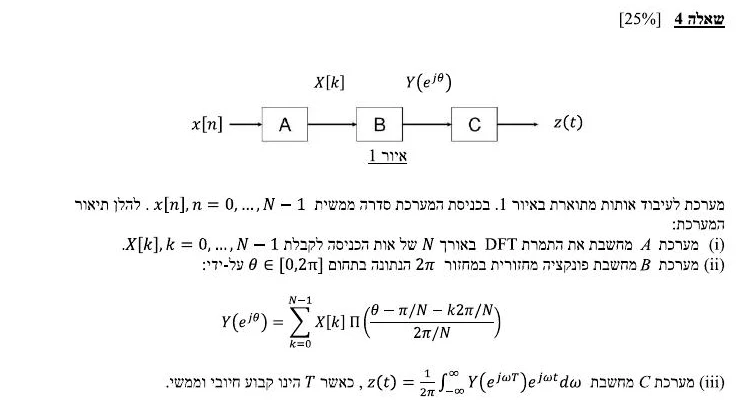 שאלה 4 [25%]
X[k] Y(e^{jθ})
x[n] A B C z(t)
איור 1
מערכת לעיבוד אותות מתוארת באיור 1. בכניסת המערכת סדרה ממשית x[n], n = 0, …, N − 1 . להלן תיאור
המערכת:
(i) מערכת A מחשבת את התמרת DFT באורך N של אות הכניסה לקבלת X[k], k = 0, …, N − 1.
(ii) מערכת B מחשבת פונקציה מחזורית במחזור 2π הנתונה בתחום θ ∈ [0,2π] על-ידי:
Y(e^{jθ}) = ∑_{k=0}^{N−1} X[k] Π((θ − π/N − k2π/N)/(2π/N))
(iii) מערכת C מחשבת z(t) = 1/2π ∫_{−∞}^{∞} Y(e^{jωT})e^{jωt}dω , כאשר T הינו קבוע חיובי וממשי.